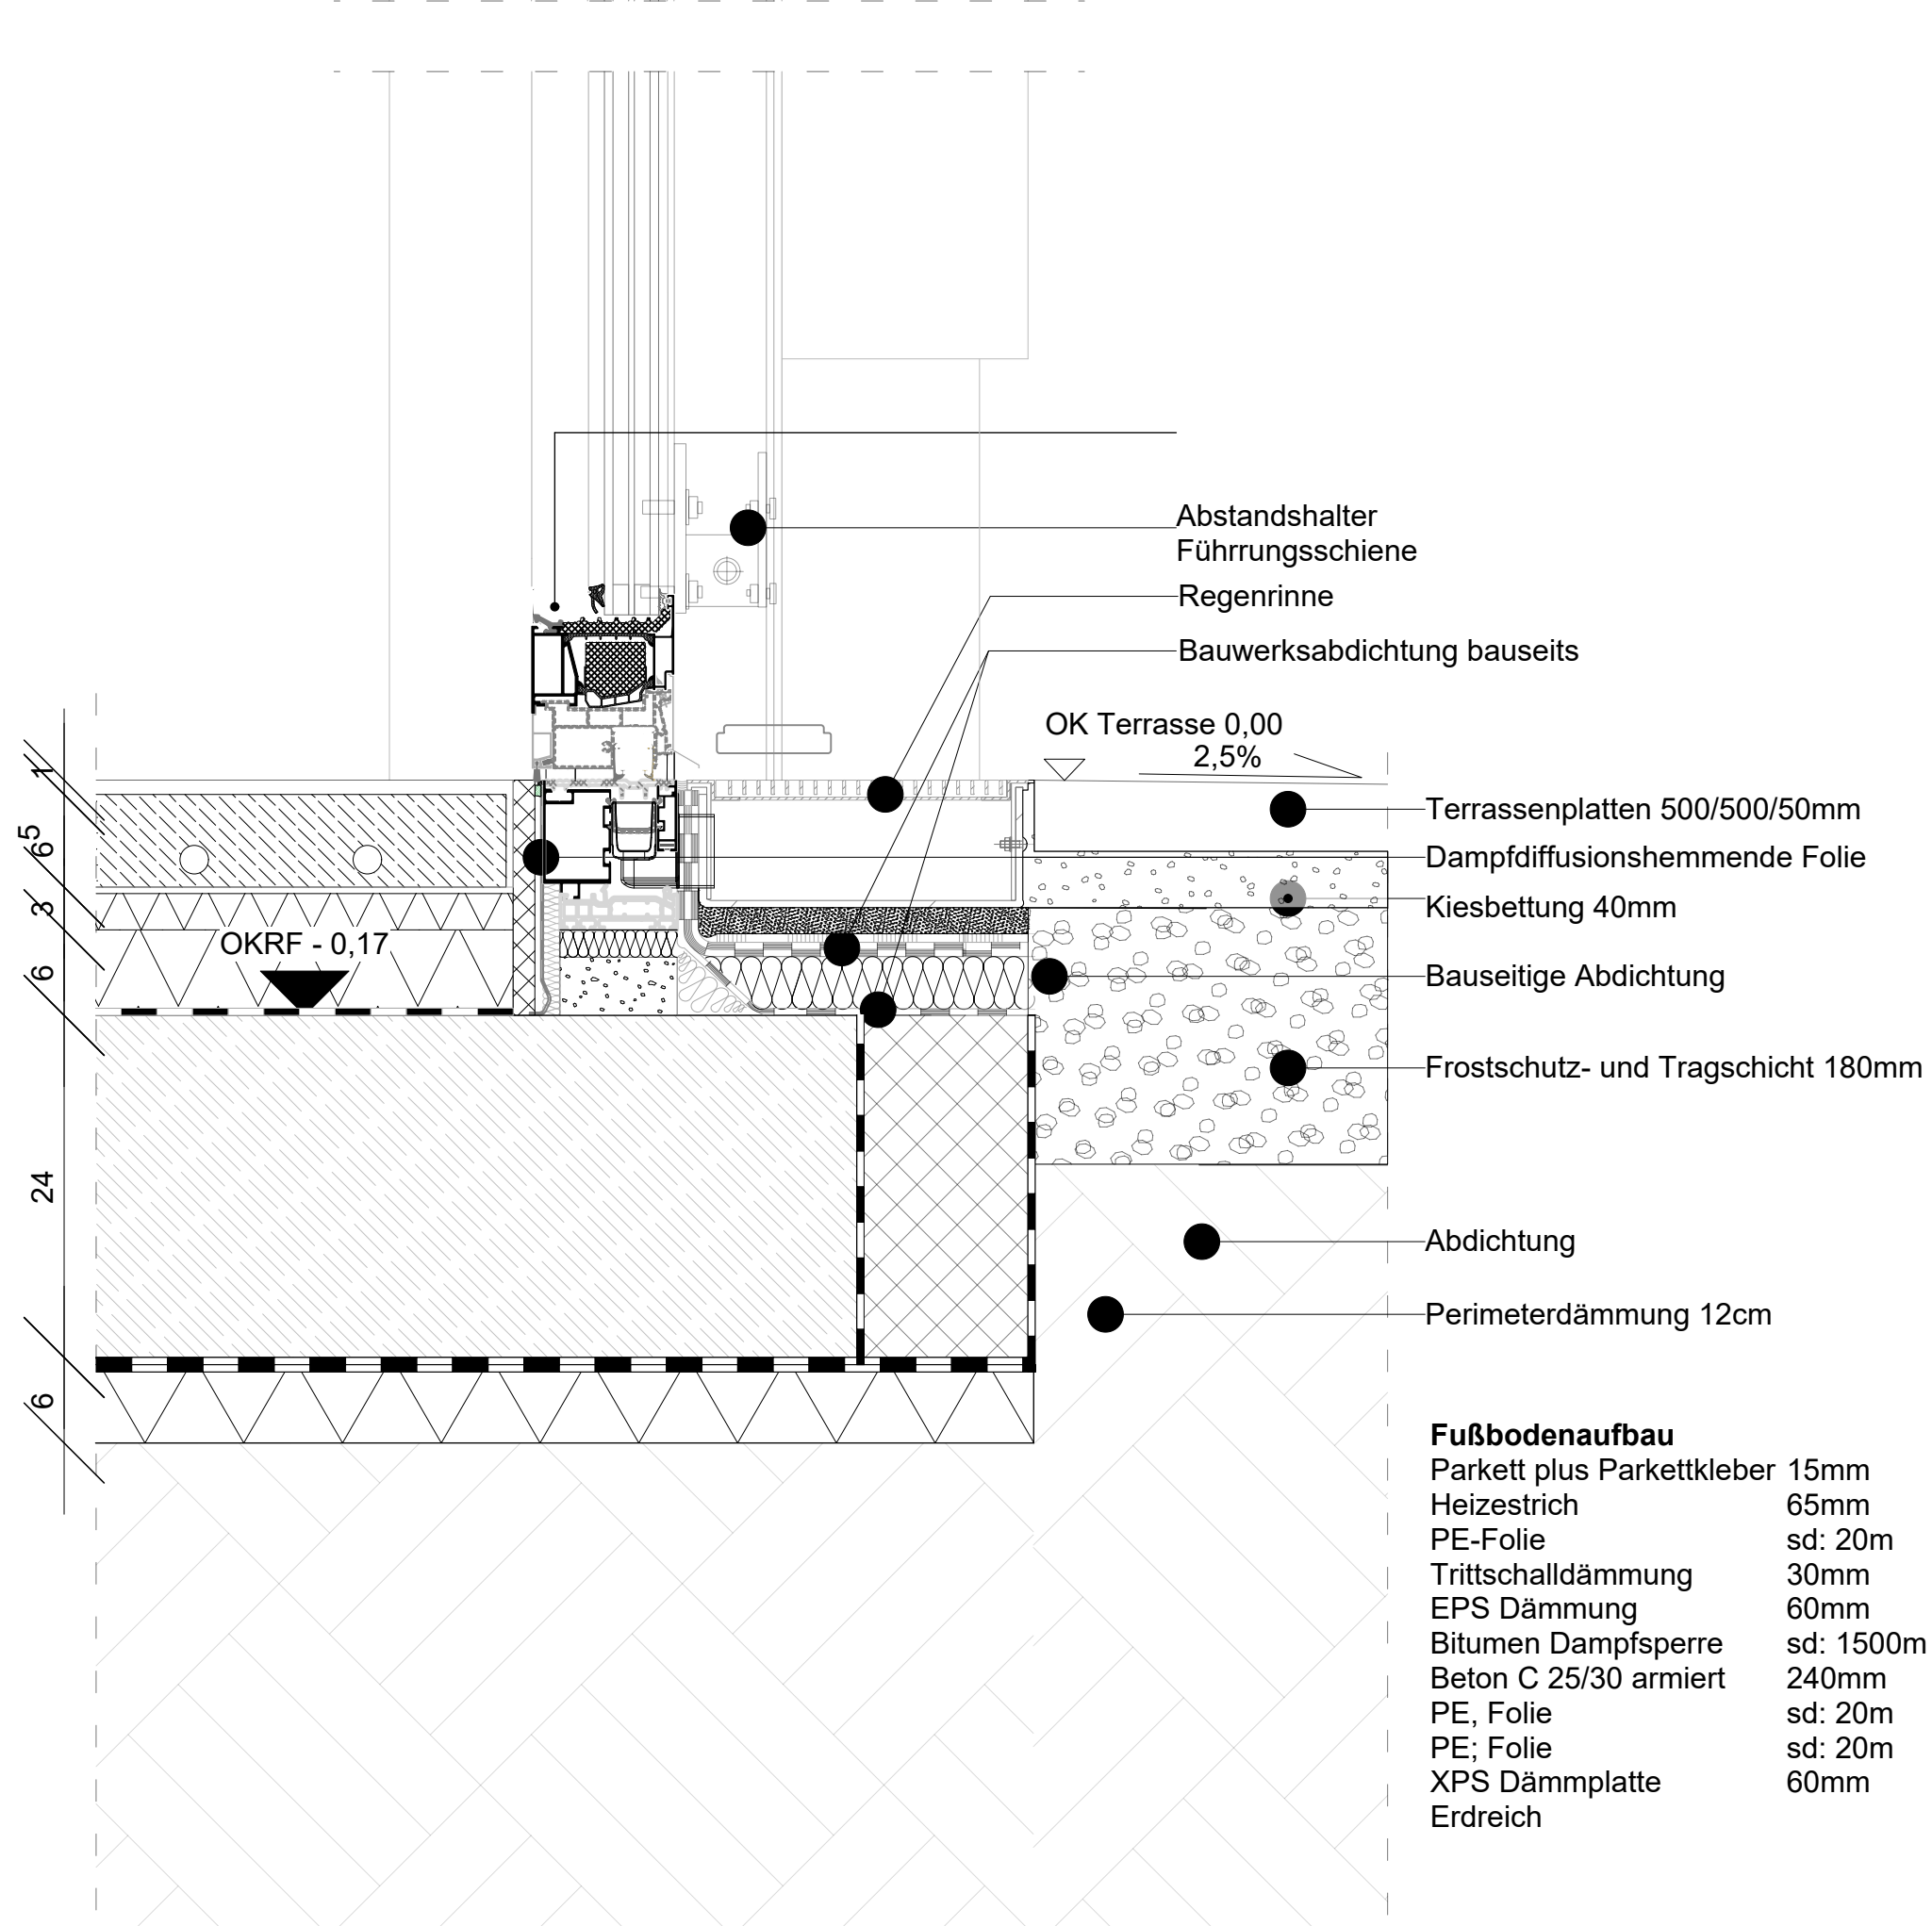 Abstandshalter
Führrungsschiene
Regenrinne
Bauwerksabdichtung bauseits
OK Terrasse 0,00
2,5%
1
6⁵
3
6
24
6
OKRF - 0,17
Terrassenplatten 500/500/50mm
Dampfdiffusionshemmende Folie
Kiesbettung 40mm
Bauseitige Abdichtung
Frostschutz- und Tragschicht 180mm
Abdichtung
Perimeterdämmung 12cm
Fußbodenaufbau
Parkett plus Parkettkleber 15mm
Heizestrich 65mm
PE-Folie sd: 20m
Trittschalldämmung 30mm
EPS Dämmung 60mm
Bitumen Dampfsperre sd: 1500m
Beton C 25/30 armiert 240mm
PE, Folie sd: 20m
PE; Folie sd: 20m
XPS Dämmplatte 60mm
Erdreich